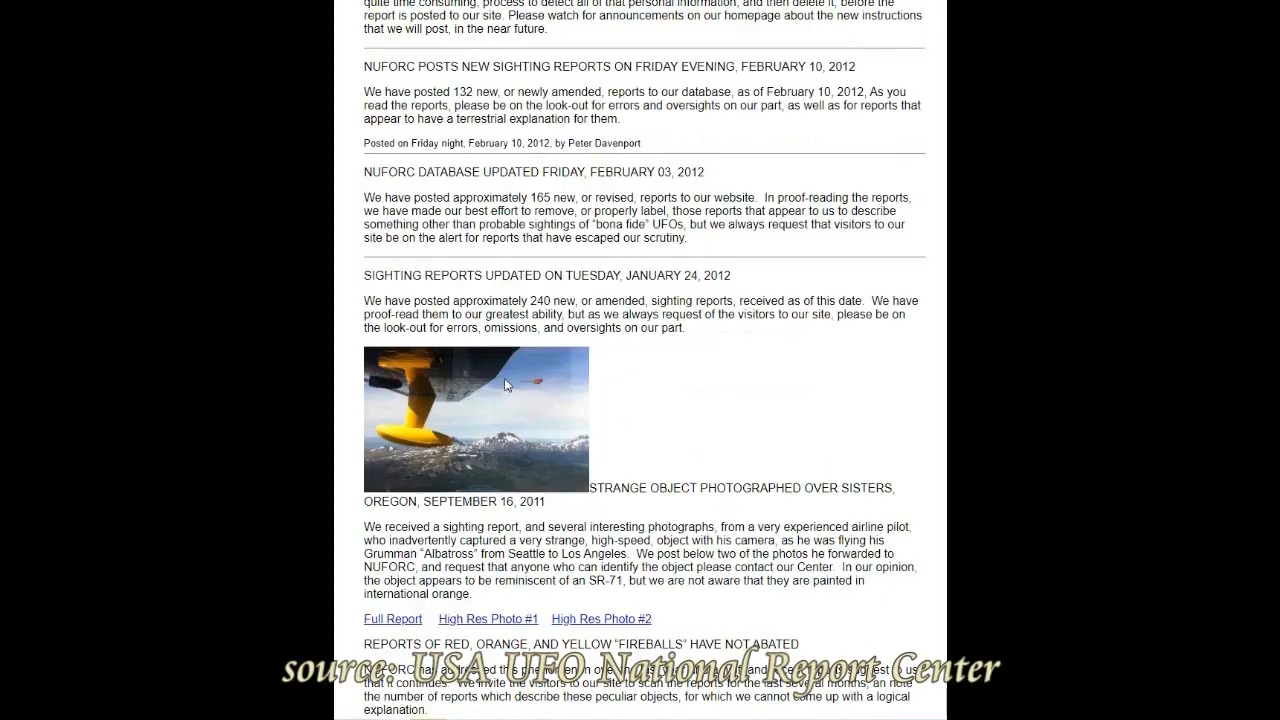 quite time consuming, process to detect all of that personal information, and then delete it, before the
report is posted to our site. Please watch for announcements on our homepage about the new instructions
that we will post, in the near future.
NUFORC POSTS NEW SIGHTING REPORTS ON FRIDAY EVENING, FEBRUARY 10, 2012
We have posted 132 new, or newly amended, reports to our database, as of February 10, 2012, As you
read the reports, please be on the look-out for errors and oversights on our part, as well as for reports that
appear to have a terrestrial explanation for them.
Posted on Friday night, February 10, 2012, by Peter Davenport
NUFORC DATABASE UPDATED FRIDAY, FEBRUARY 03, 2012
We have posted approximately 165 new, or revised, reports to our website. In proof-reading the reports,
we have made our best effort to remove, or properly label, those reports that appear to us to describe
something other than probable sightings of “bona fide” UFOs, but we always request that visitors to our
site be on the alert for reports that have escaped our scrutiny.
SIGHTING REPORTS UPDATED ON TUESDAY, JANUARY 24, 2012
We have posted approximately 240 new, or amended, sighting reports, received as of this date. We have
proof-read them to our greatest ability, but as we always request of the visitors to our site, please be on
the look-out for errors, omissions, and oversights on our part.
STRANGE OBJECT PHOTOGRAPHED OVER SISTERS,
OREGON, SEPTEMBER 16, 2011
We received a sighting report, and several interesting photographs, from a very experienced airline pilot,
who inadvertently captured a very strange, high-speed, object with his camera, as he was flying his
Grumman “Albatross” from Seattle to Los Angeles. We post below two of the photos he forwarded to
NUFORC, and request that anyone who can identify the object please contact our Center. In our opinion,
the object appears to be reminiscent of an SR-71, but we are not aware that they are painted in
international orange.
Full Report High Res Photo #1 High Res Photo #2
REPORTS OF RED, ORANGE, AND YELLOW “FIREBALLS” HAVE NOT ABATED
source: USA UFO National Report Center
the visitors to our site to scan the reports for the last several months, an note
the number of reports which describe these peculiar objects, for which we cannot come up with a logical
explanation.